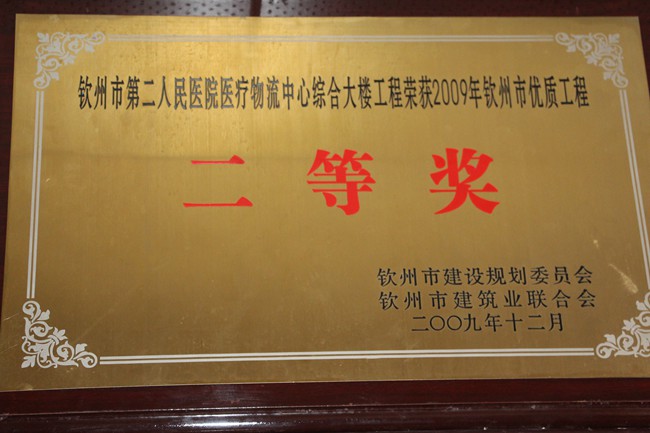 钦州市第二人民医院医疗物流中心综合大楼工程荣获2009年钦州市优质工程
二等奖
钦州市建设规划委员会
钦州市建筑业联合会
二〇〇九年十二月